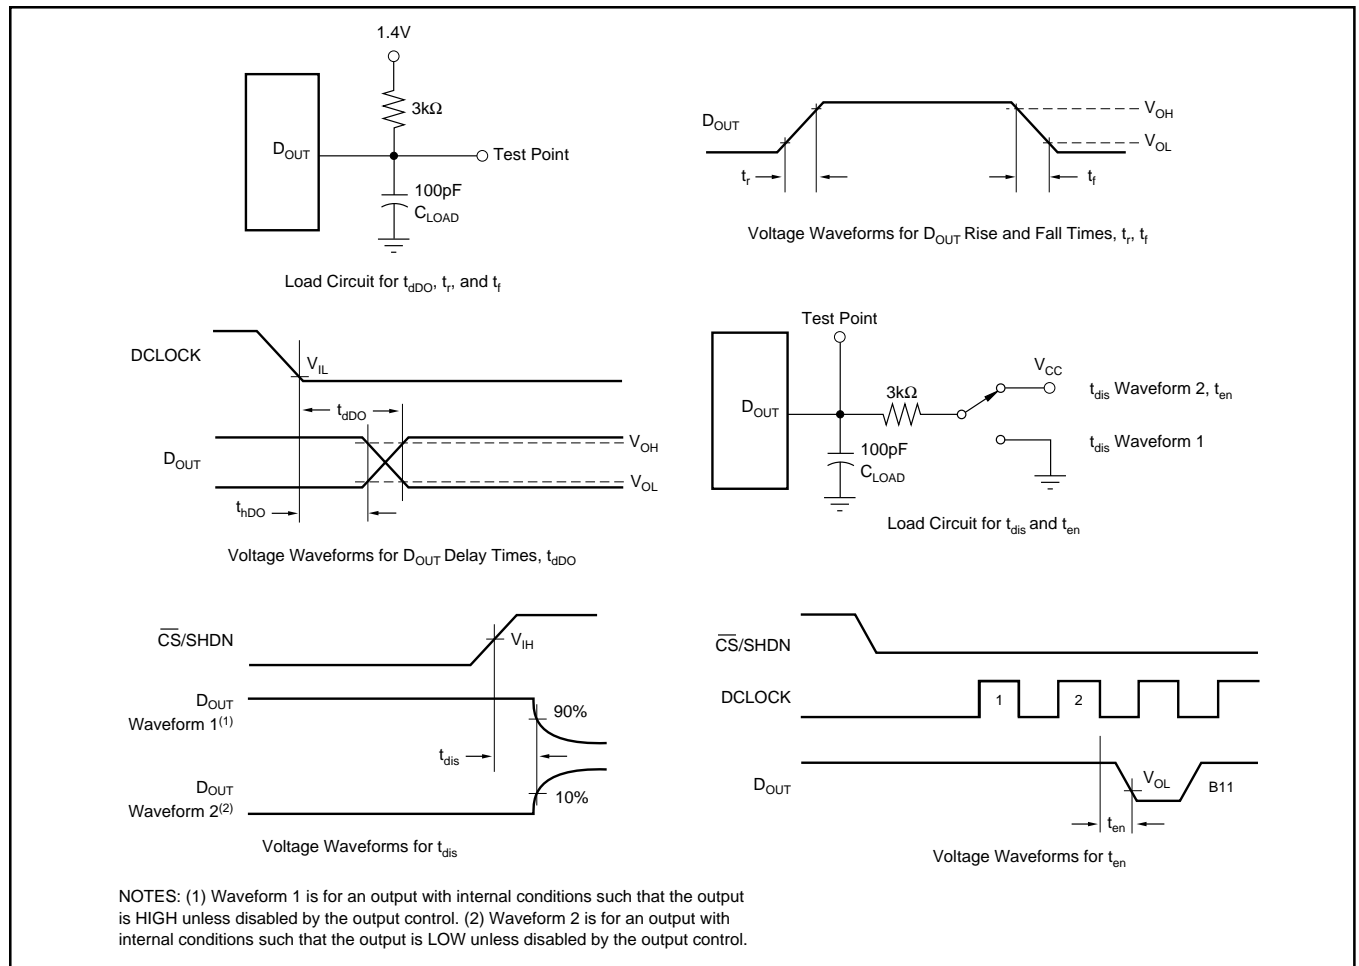 1.4V
3kΩ
DOUT
Test Point
100pF
CLOAD
Load Circuit for tdDO, tr, and tf
DOUT
VOH
VOL
tr
tf
Voltage Waveforms for DOUT Rise and Fall Times, tr, tf
DCLOCK
VIL
tdDO
DOUT
VOH
VOL
thDO
Voltage Waveforms for DOUT Delay Times, tdDO
Test Point
DOUT
3kΩ
VCC
tdis Waveform 2, ten
tdis Waveform 1
100pF
CLOAD
Load Circuit for tdis and ten
C̅S̅/SHDN
VIH
DOUT
Waveform 1(1)
90%
tdis
DOUT
Waveform 2(2)
10%
Voltage Waveforms for tdis
C̅S̅/SHDN
DCLOCK
1
2
DOUT
VOL
B11
ten
Voltage Waveforms for ten
NOTES: (1) Waveform 1 is for an output with internal conditions such that the output
is HIGH unless disabled by the output control. (2) Waveform 2 is for an output with
internal conditions such that the output is LOW unless disabled by the output control.